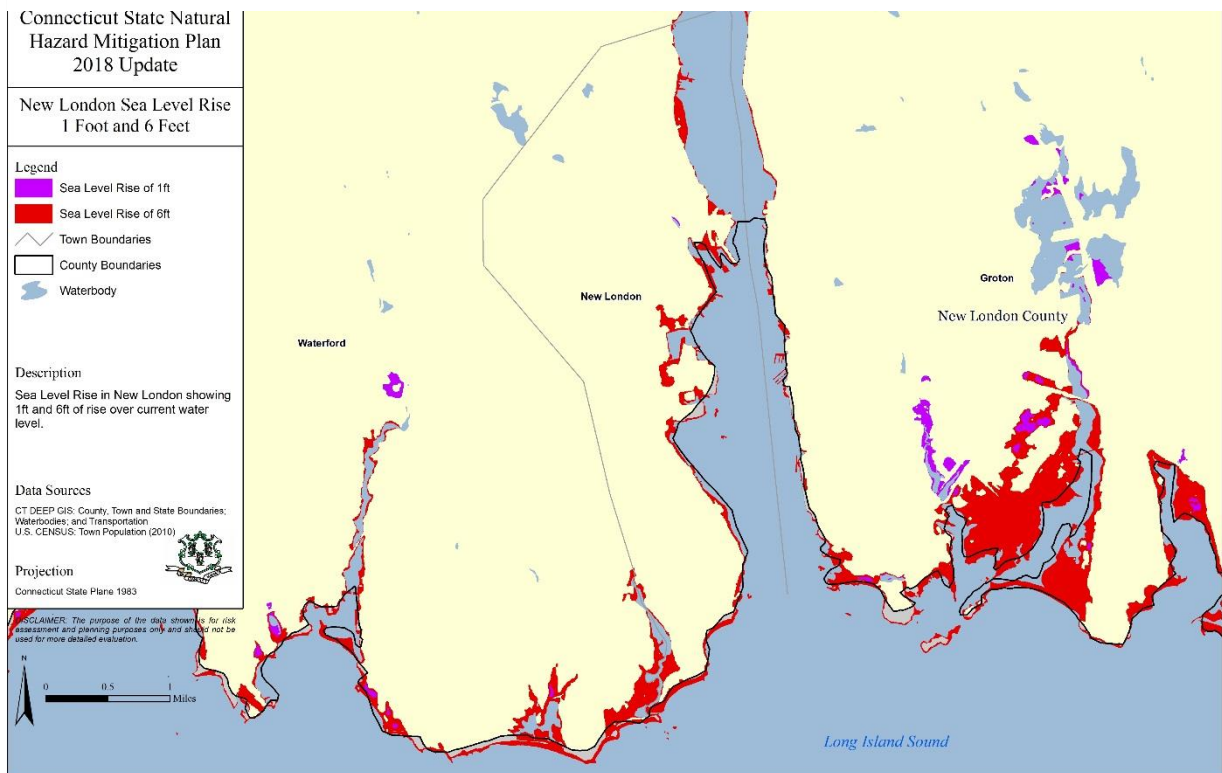 Connecticut State Natural
Hazard Mitigation Plan
2018 Update
New London Sea Level Rise
1 Foot and 6 Feet
Legend
Sea Level Rise of 1ft
Sea Level Rise of 6ft
Town Boundaries
County Boundaries
Waterbody
Description
Sea Level Rise in New London showing
1ft and 6ft of rise over current water
level.
Data Sources
CT DEEP GIS: County, Town and State Boundaries;
Waterbodies; and Transportation
U.S. CENSUS: Town Population (2010)
Projection
Connecticut State Plane 1983
DISCLAIMER: The purpose of the data shown is for risk
assessment and planning purposes only and should not be
used for more detailed evaluation.
N
0 0.5 1
Miles
Waterford
New London
Groton
New London County
Long Island Sound